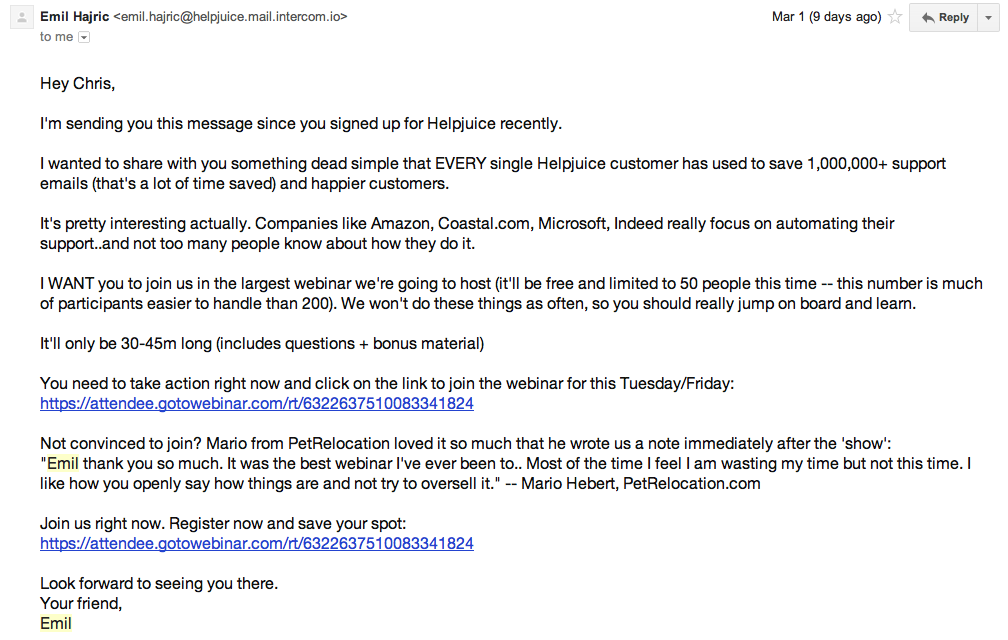 Emil Hajric <emil.hajric@helpjuice.mail.intercom.io>
Mar 1 (9 days ago)
Reply
to me
Hey Chris,
I'm sending you this message since you signed up for Helpjuice recently.
I wanted to share with you something dead simple that EVERY single Helpjuice customer has used to save 1,000,000+ support
emails (that's a lot of time saved) and happier customers.
It's pretty interesting actually. Companies like Amazon, Coastal.com, Microsoft, Indeed really focus on automating their
support..and not too many people know about how they do it.
I WANT you to join us in the largest webinar we're going to host (it'll be free and limited to 50 people this time -- this number is much
of participants easier to handle than 200). We won't do these things as often, so you should really jump on board and learn.
It'll only be 30-45m long (includes questions + bonus material)
You need to take action right now and click on the link to join the webinar for this Tuesday/Friday:
https://attendee.gotowebinar.com/rt/6322637510083341824
Not convinced to join? Mario from PetRelocation loved it so much that he wrote us a note immediately after the 'show':
"Emil thank you so much. It was the best webinar I've ever been to.. Most of the time I feel I am wasting my time but not this time. I
like how you openly say how things are and not try to oversell it." -- Mario Hebert, PetRelocation.com
Join us right now. Register now and save your spot:
https://attendee.gotowebinar.com/rt/6322637510083341824
Look forward to seeing you there.
Your friend,
Emil